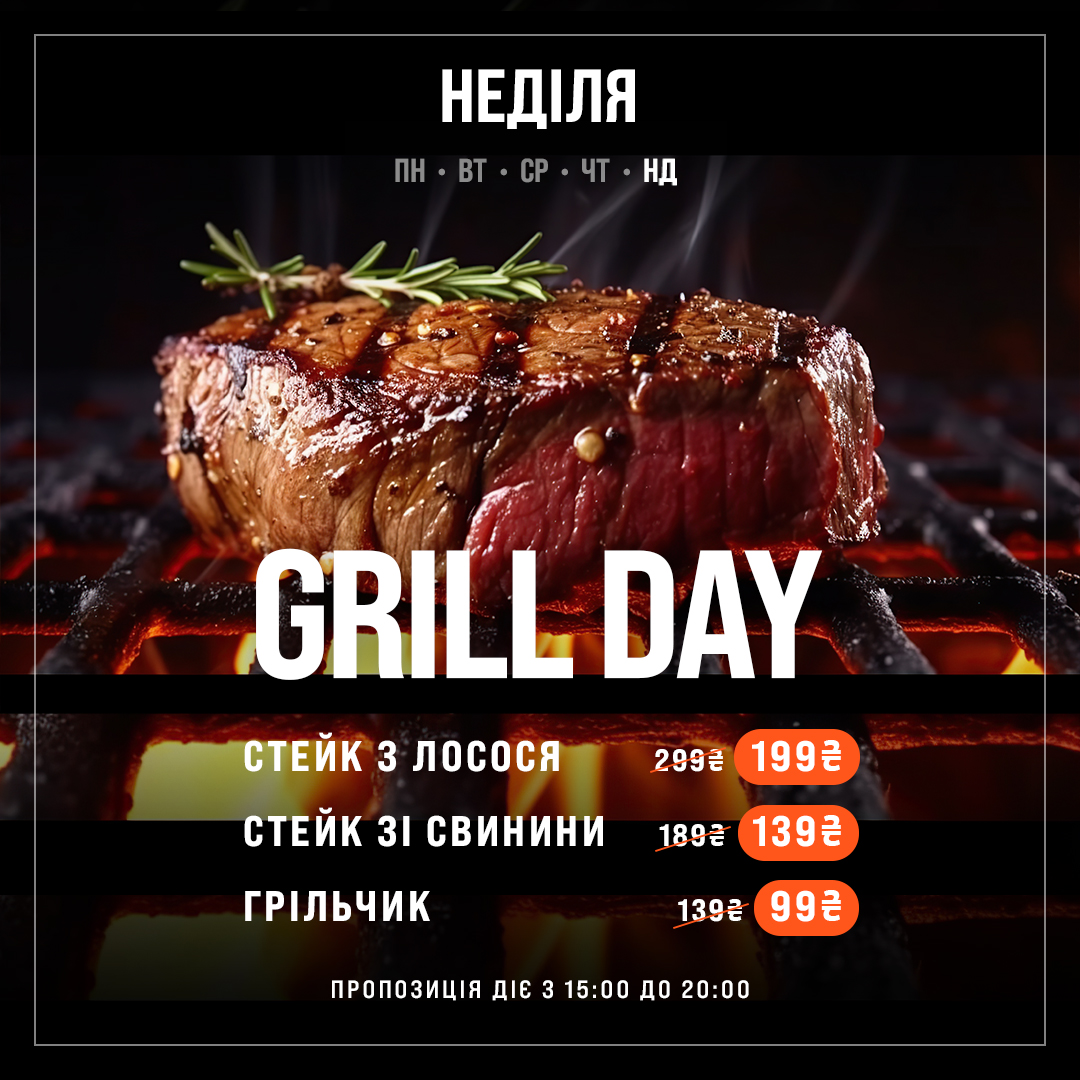 НЕДІЛЯ
ПН • ВТ • СР • ЧТ • НД
GRILL DAY
СТЕЙК З ЛОСОСЯ 299₴ 199₴
СТЕЙК ЗІ СВИНИНИ 189₴ 139₴
ГРІЛЬЧИК 139₴ 99₴
ПРОПОЗИЦІЯ ДІЄ З 15:00 ДО 20:00